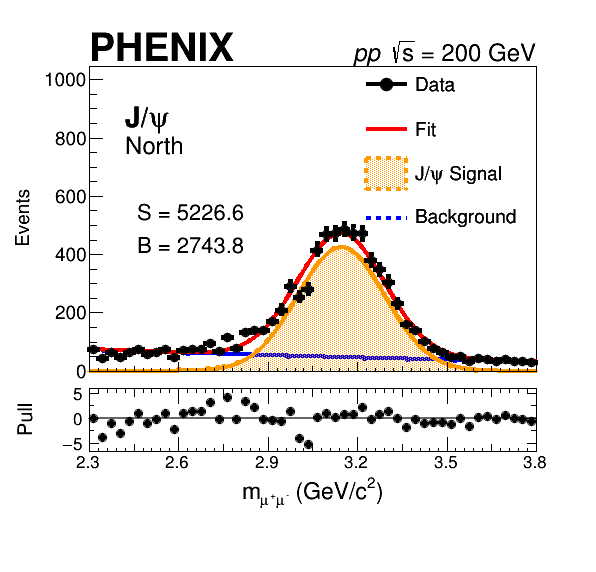 PHENIX
pp √s = 200 GeV
J/ψ
North
S = 5226.6
B = 2743.8
Data
Fit
J/ψ Signal
Background
Events
1000
800
600
400
200
0
Pull
5
0
−5
2.3 2.6 2.9 3.2 3.5 3.8
m_μ⁺μ⁻ (GeV/c²)